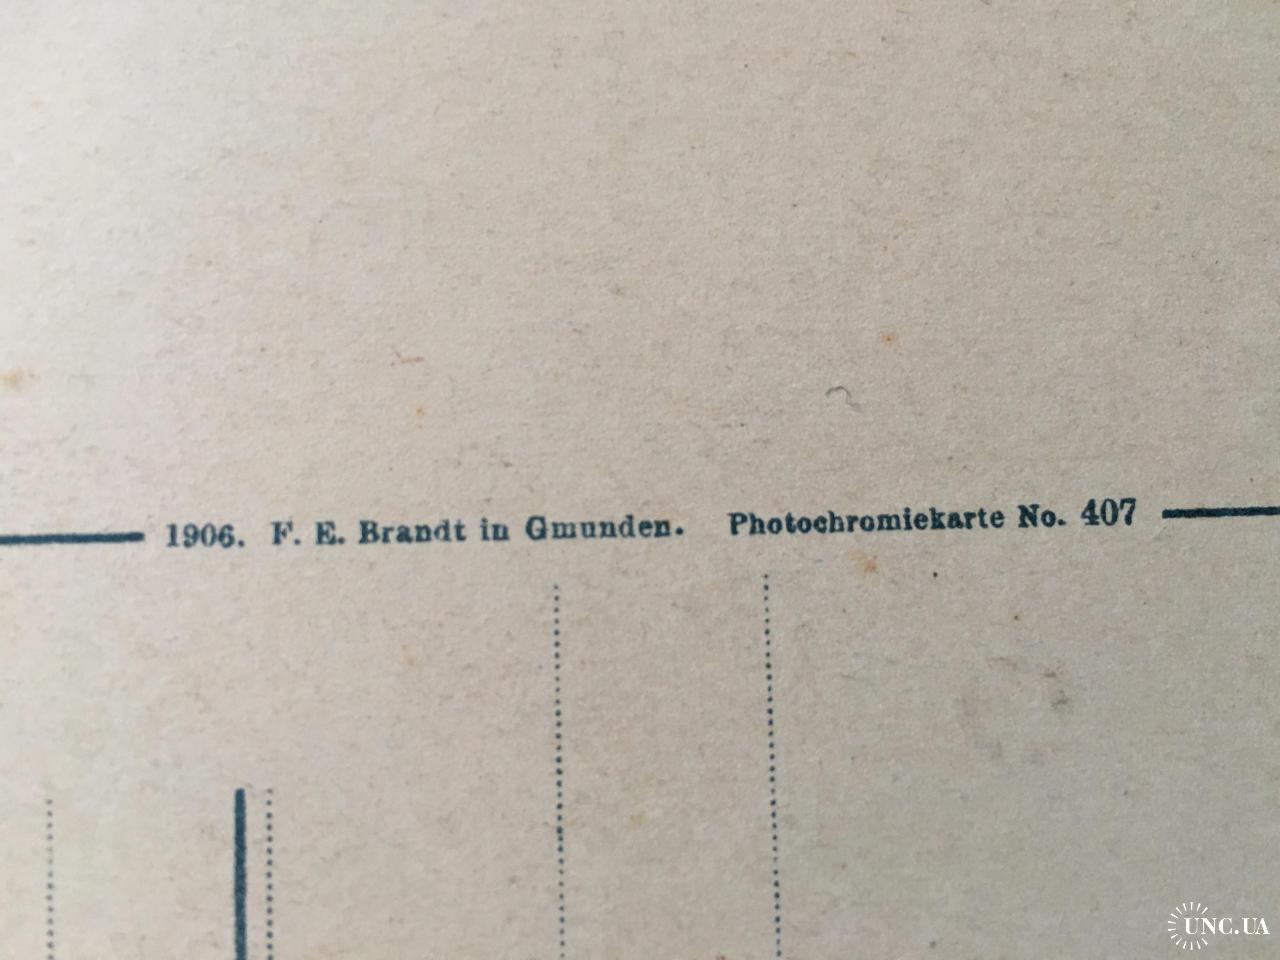 1906. F. E. Brandt in Gmunden. Photochromiekarte No. 407
UNC.UA